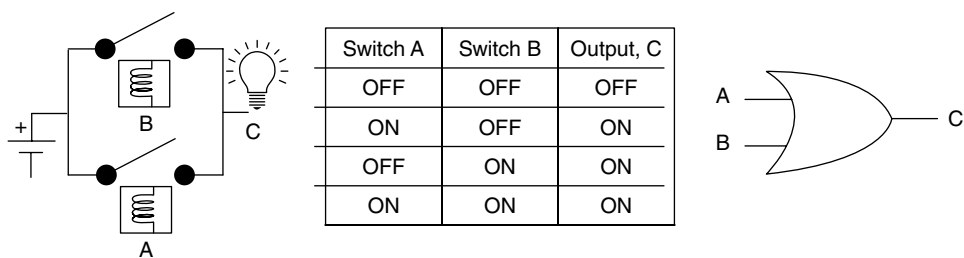 +
B
C
A
Switch A Switch B Output, C
OFF OFF OFF
ON OFF ON
OFF ON ON
ON ON ON
A
B
C